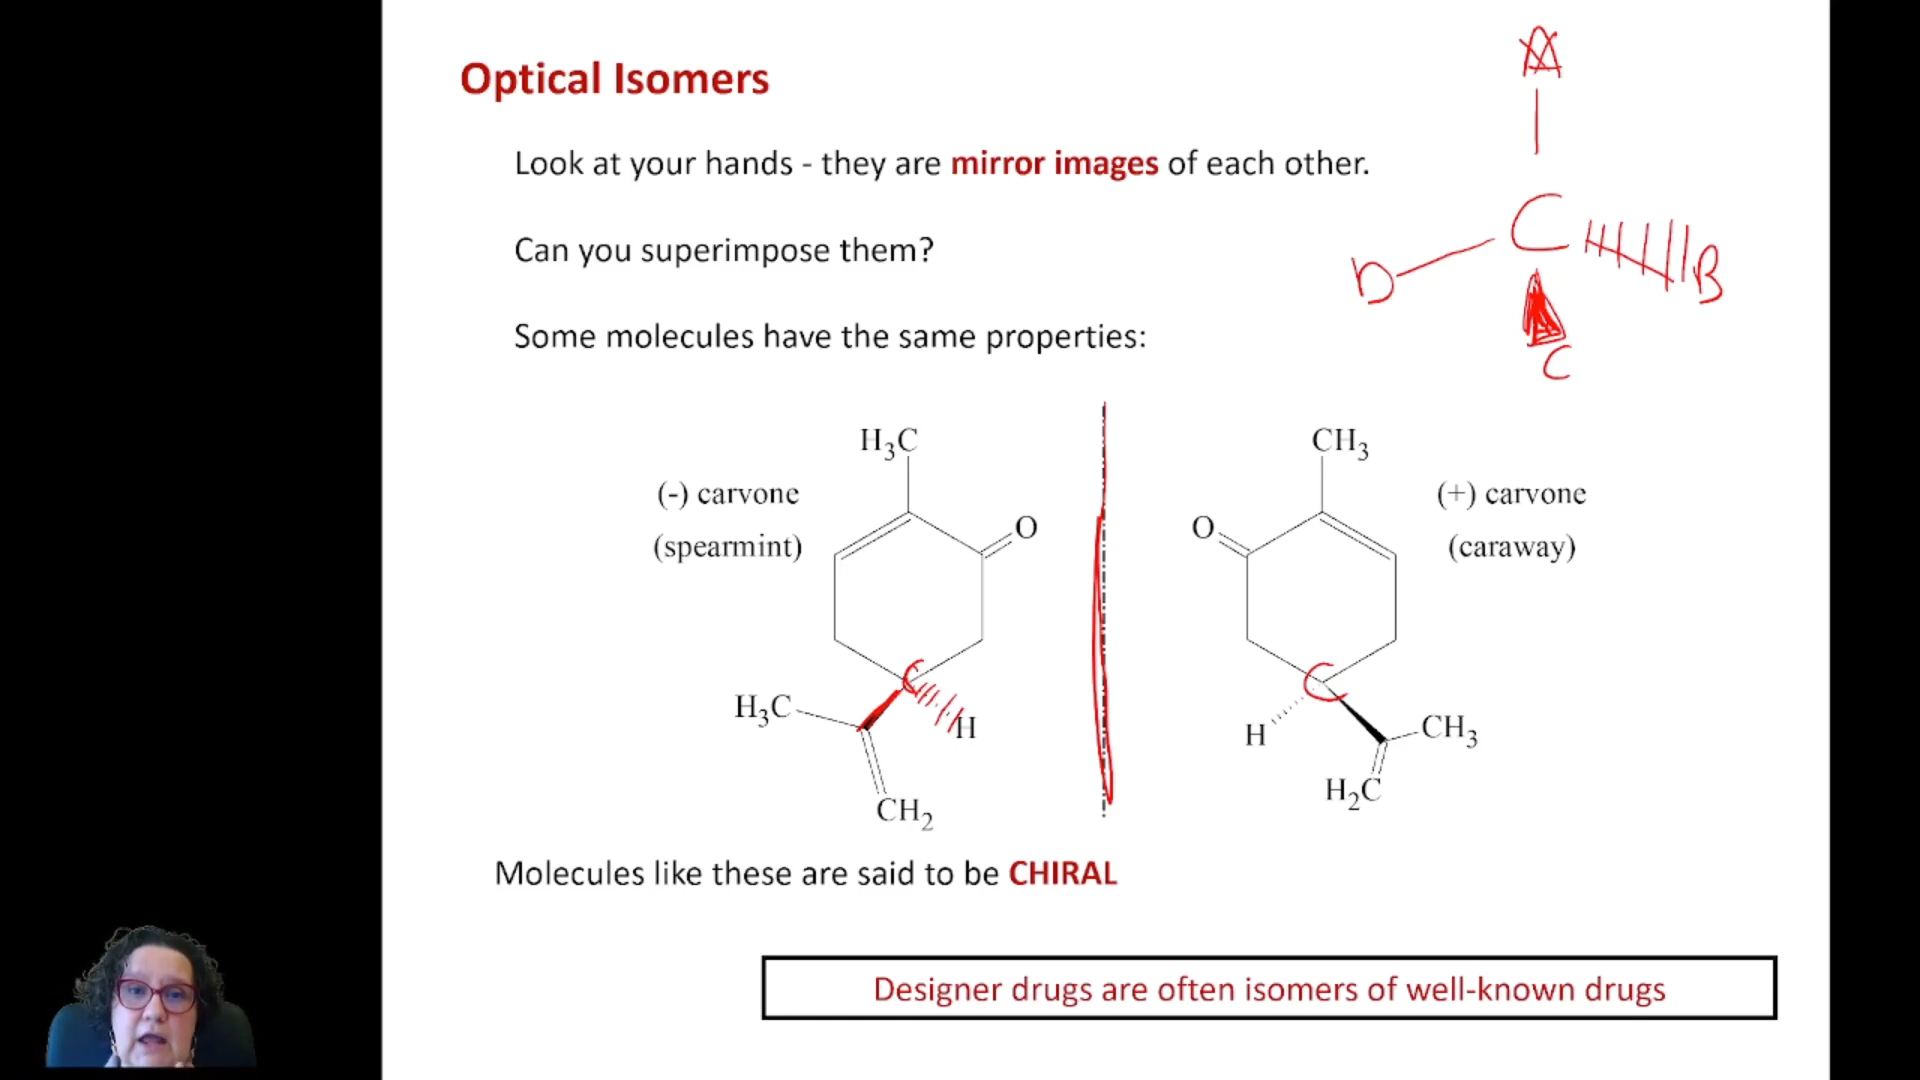 Optical Isomers
A
Look at your hands - they are mirror images of each other.
C
D
B
Can you superimpose them?
Some molecules have the same properties:
C
H₃C
CH₃
(-) carvone
(+) carvone
O
O
(spearmint)
(caraway)
C
C
H₃C
H
H
CH₃
CH₂
H₂C
Molecules like these are said to be CHIRAL
Designer drugs are often isomers of well-known drugs